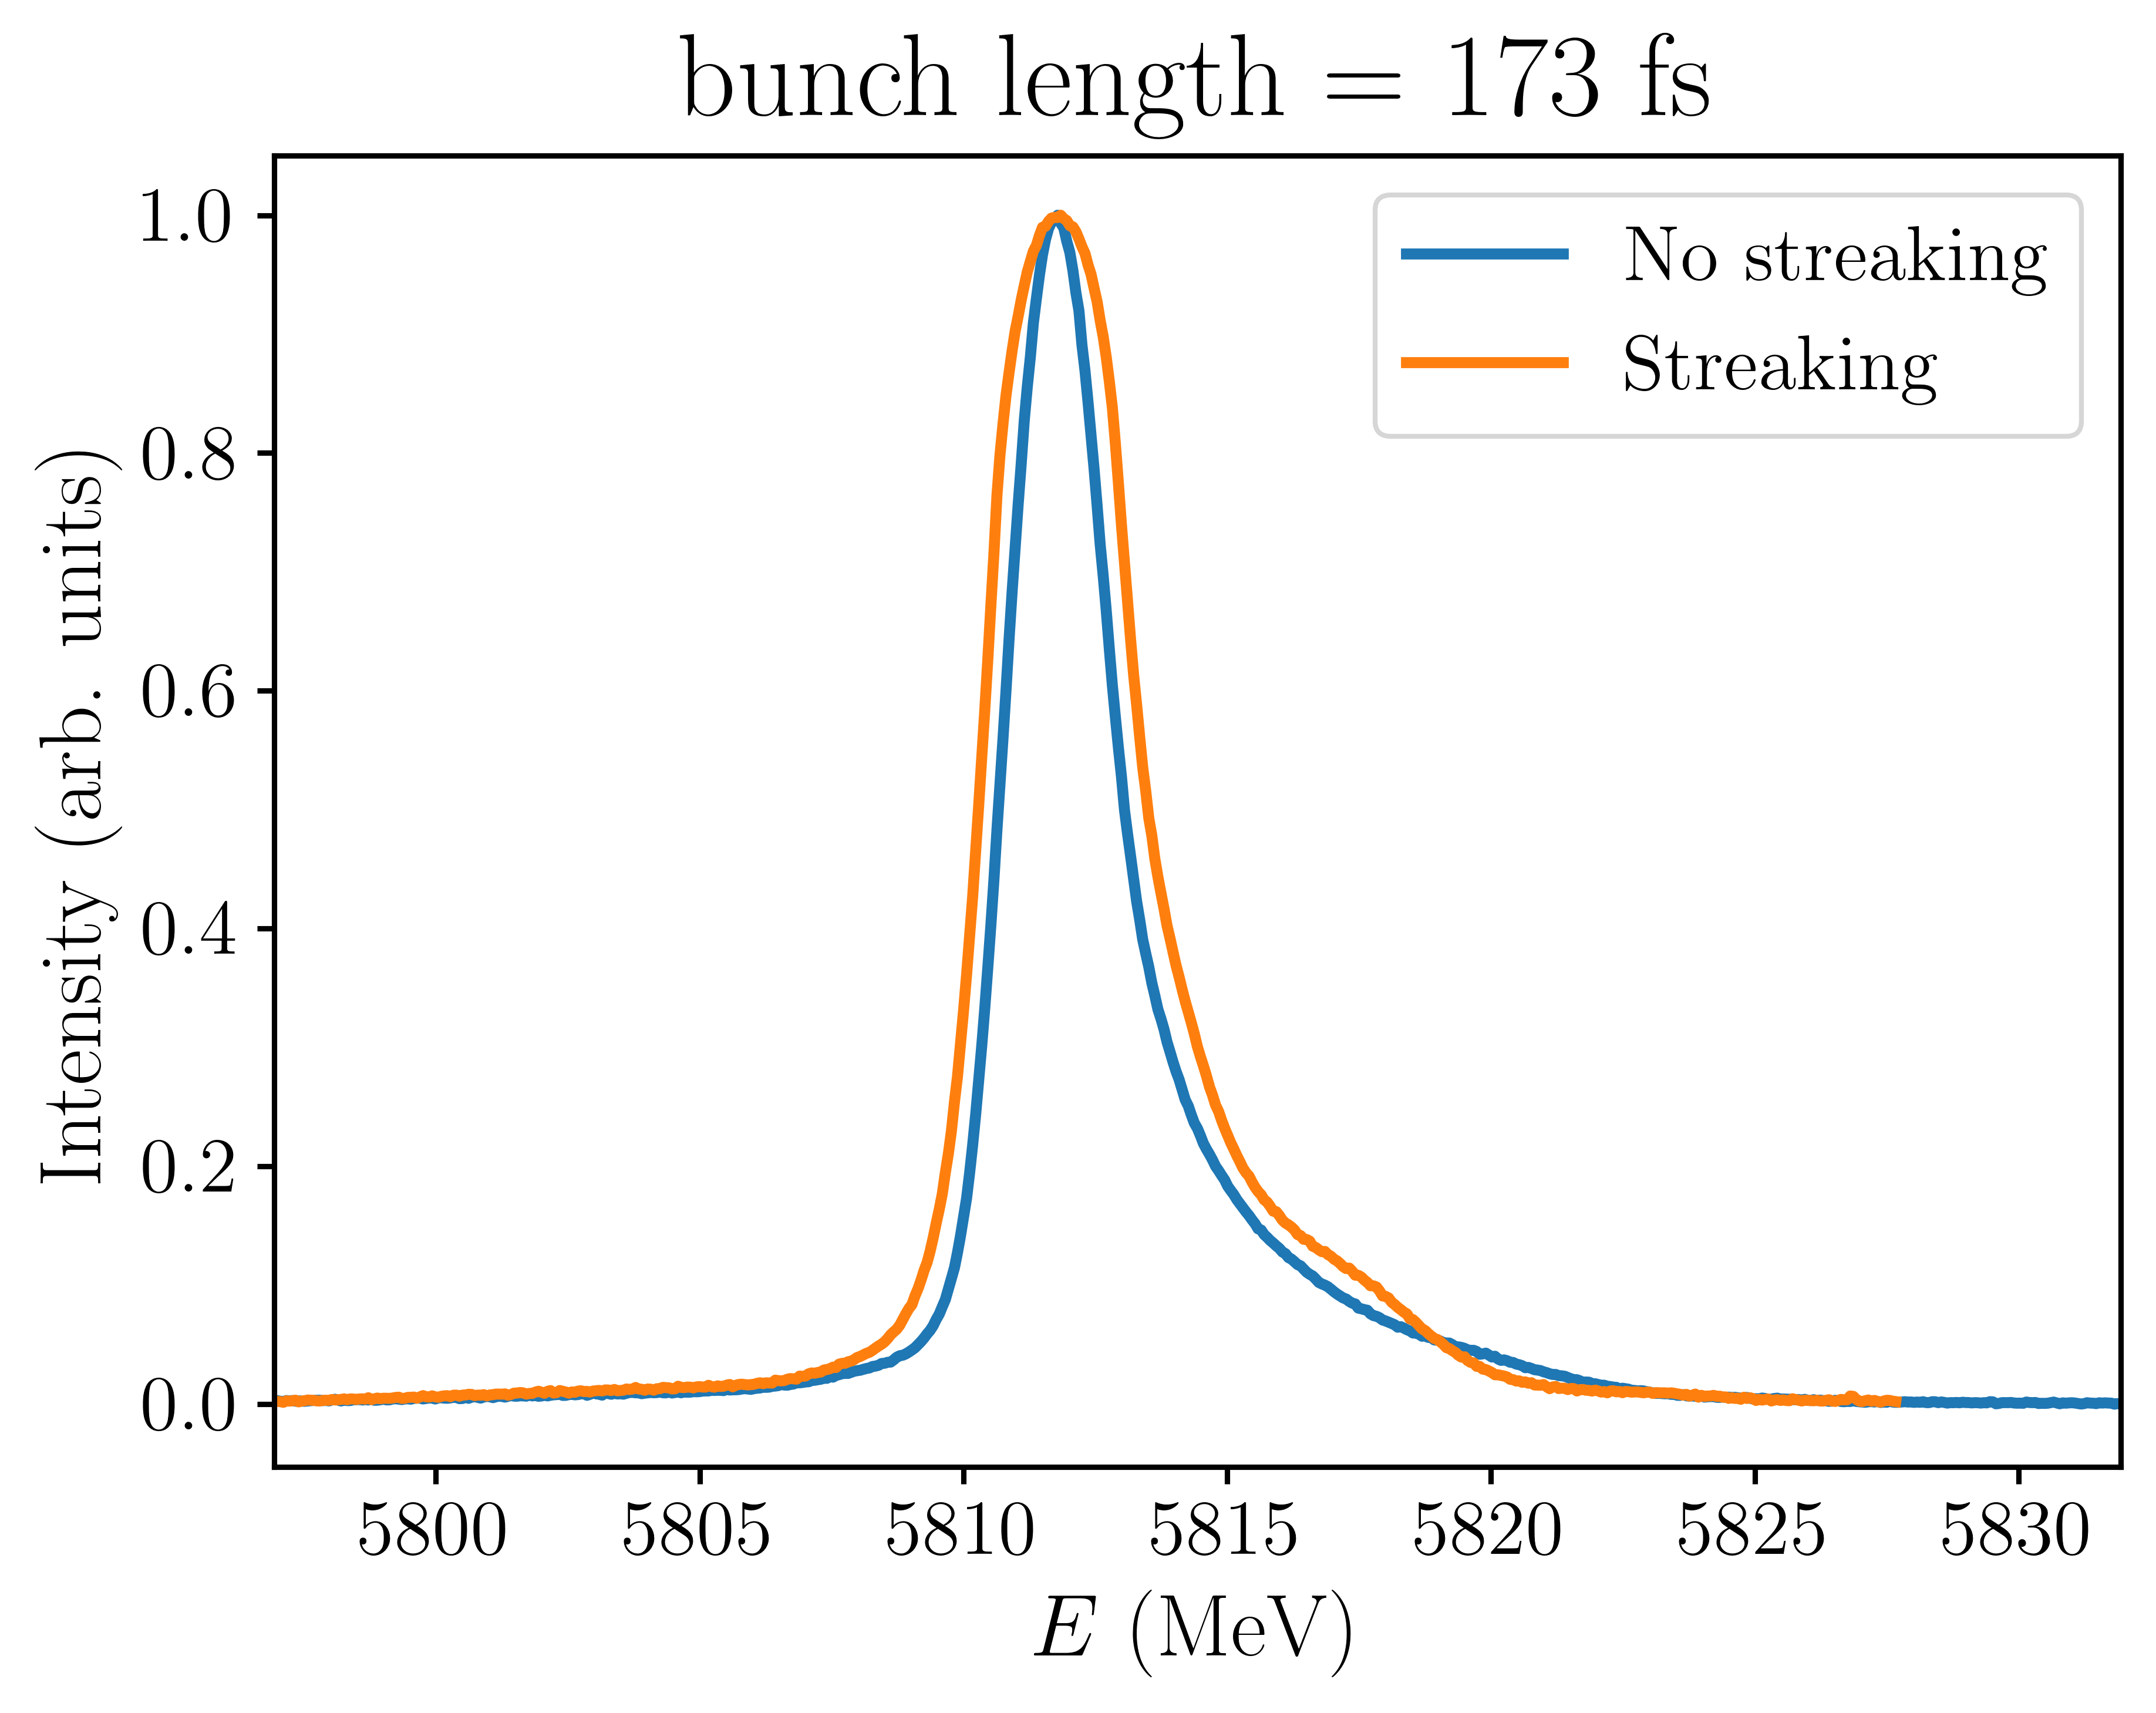 bunch length = 173 fs
No streaking
Streaking
Intensity (arb. units)
1.0
0.8
0.6
0.4
0.2
0.0
5800 5805 5810 5815 5820 5825 5830
E (MeV)